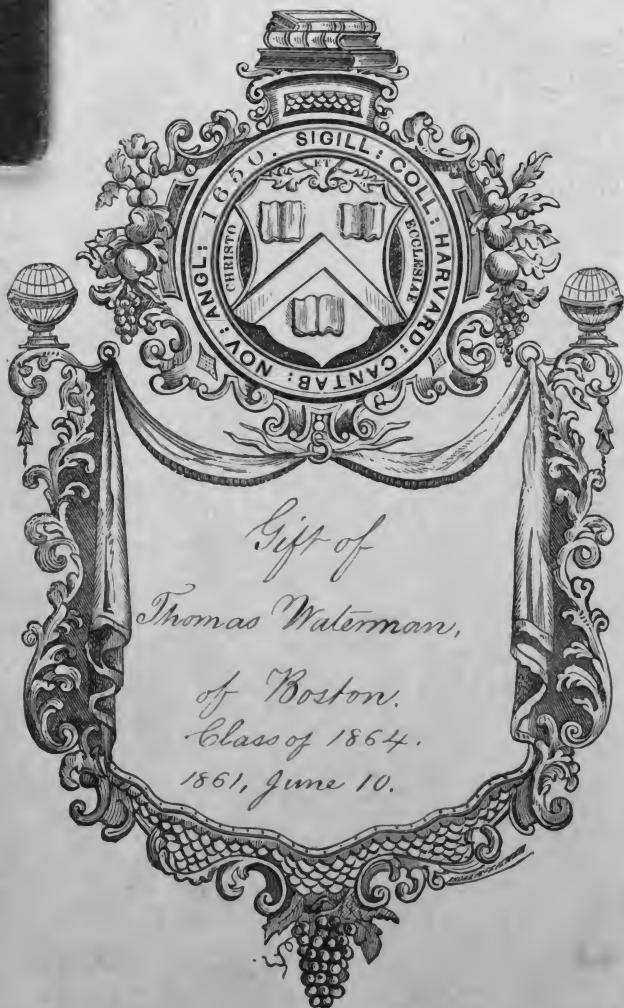 SIGILL: COLL: HARVARD: CANTAB: NOV: ANGL: 1650.
ET
CHRISTO
ECCLESIAE
Gift of
Thomas Waterman,
of Boston.
Class of 1864.
1861, June 10.